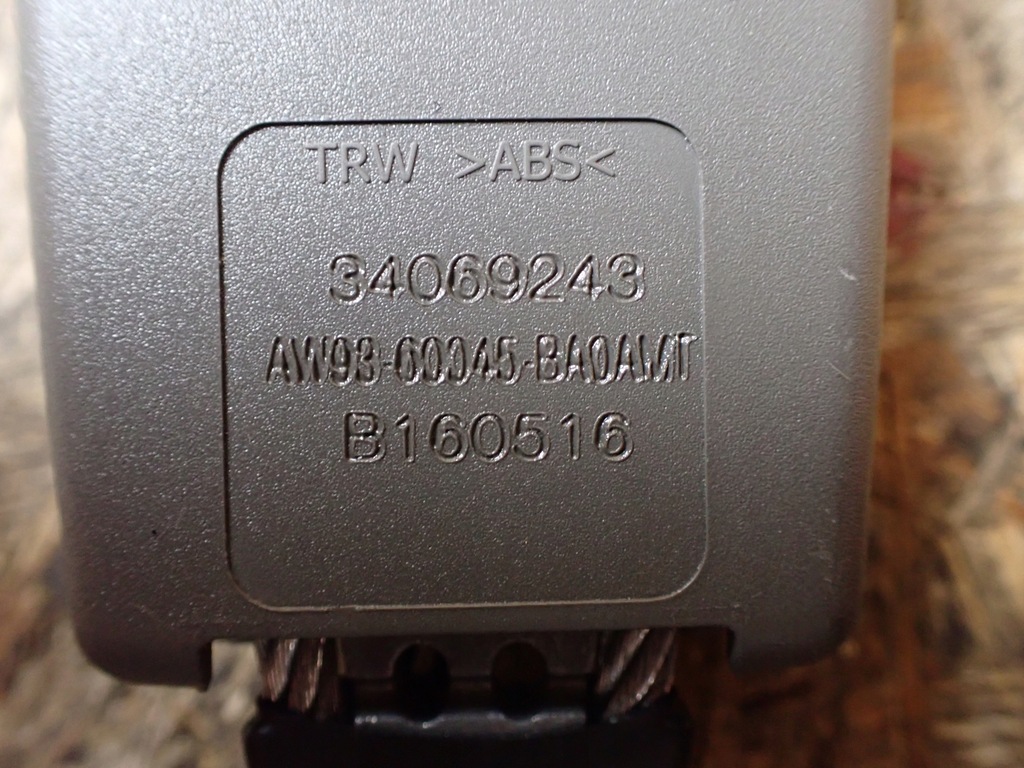 TRW >ABS<
34069243
AW93-60045-BA0AMT
B160516